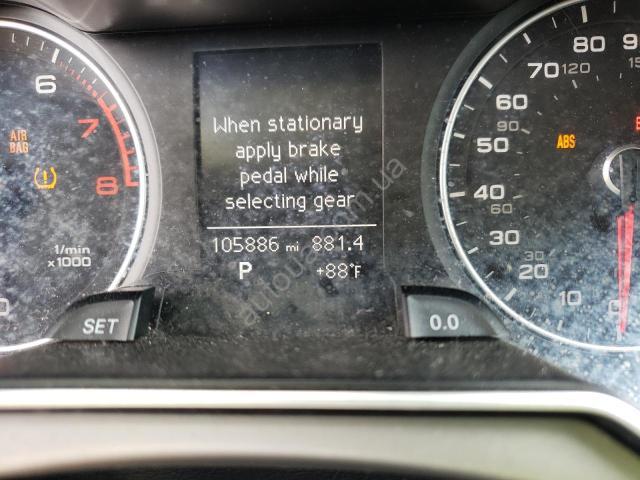 6
7
8
AIR
BAG
1/min
x1000
SET
When stationary
apply brake
pedal while
selecting gear
105886 mi 881.4
P +88°F
0.0
ABS
80
70
120
60
90
50
40
60
30
20
30
10
autoua
.ua